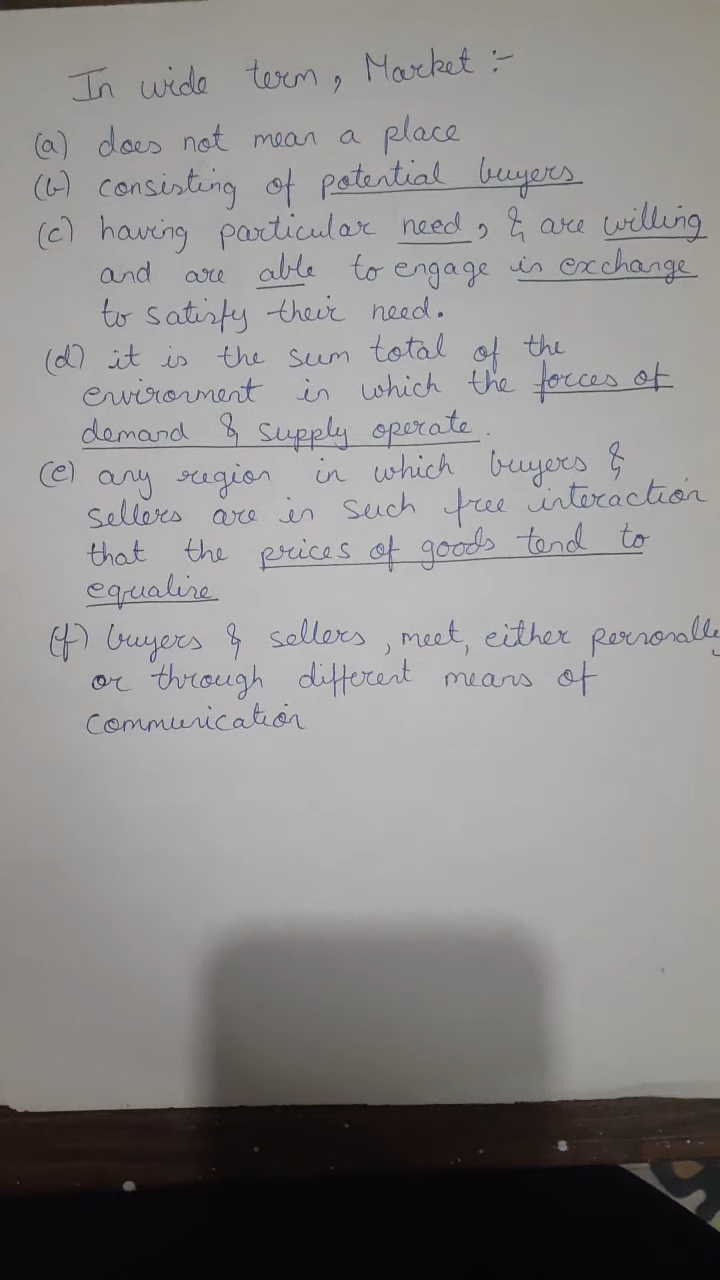 In wide term, Market :-
(a) does not mean a place
(b) consisting of potential buyers
(c) having particular need, & are willing
and are able to engage in exchange
to satisfy their need.
(d) it is the sum total of the
environment in which the forces of
demand & supply operate.
(e) any region in which buyers &
sellers are in such free interaction
that the prices of goods tend to
equalize
(f) buyers & sellers, meet, either personally
or through different means of
communication